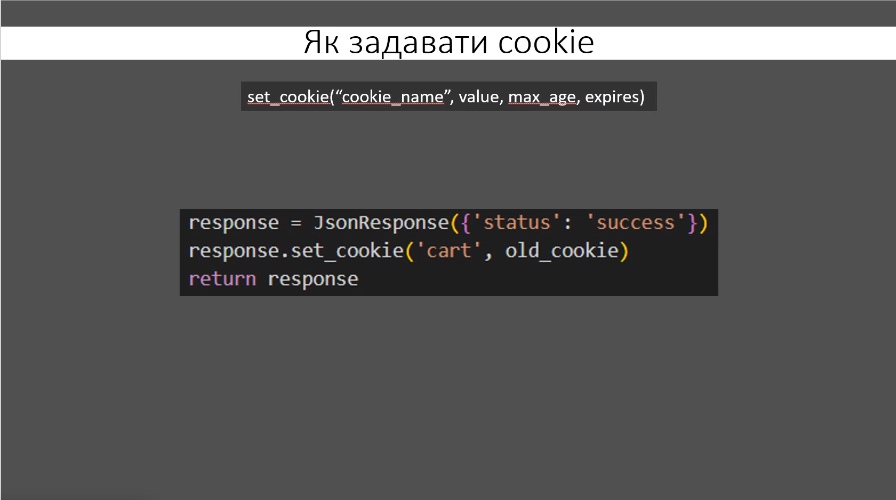 Як задавати cookie
set_cookie(“cookie_name”, value, max_age, expires)
response = JsonResponse({'status': 'success'})
response.set_cookie('cart', old_cookie)
return response